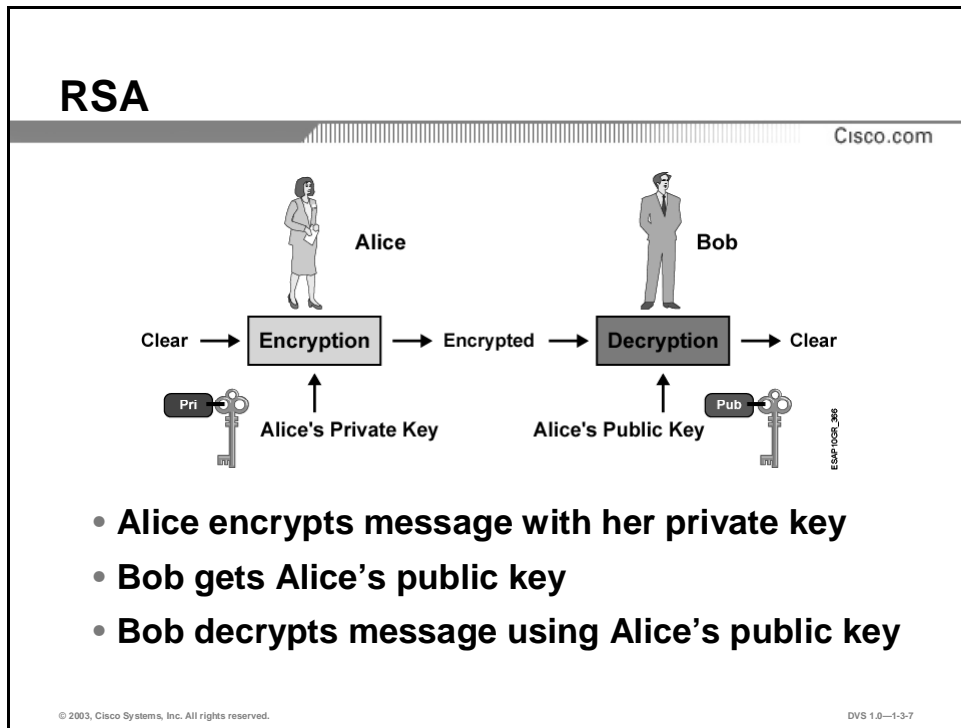 RSA
Cisco.com
Alice
Bob
Clear
Encryption
Encrypted
Decryption
Clear
Pri
Alice's Private Key
Alice's Public Key
Pub
ESAP10GR_366
• Alice encrypts message with her private key
• Bob gets Alice's public key
• Bob decrypts message using Alice's public key
© 2003, Cisco Systems, Inc. All rights reserved.
DVS 1.0—1-3-7